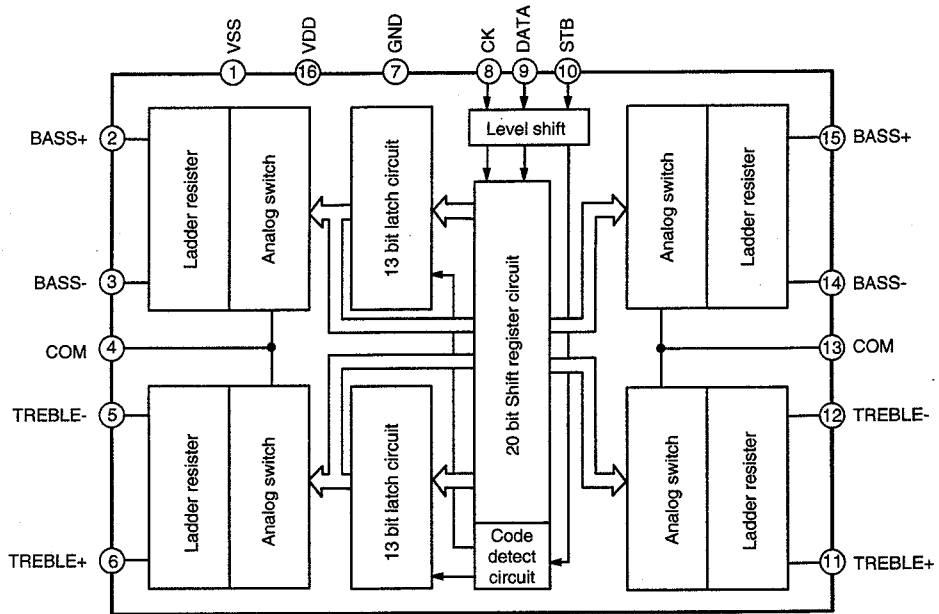 VSS
VDD
GND
CK
DATA
STB
1
16
7
8
9
10
Level shift
BASS+
2
15
BASS+
Ladder resister
Analog switch
13 bit latch circuit
20 bit Shift register circuit
Analog switch
Ladder resister
BASS-
3
14
BASS-
COM
4
13
COM
TREBLE-
5
12
TREBLE-
Ladder resister
Analog switch
13 bit latch circuit
Code
detect
circuit
Analog switch
Ladder resister
TREBLE+
6
11
TREBLE+